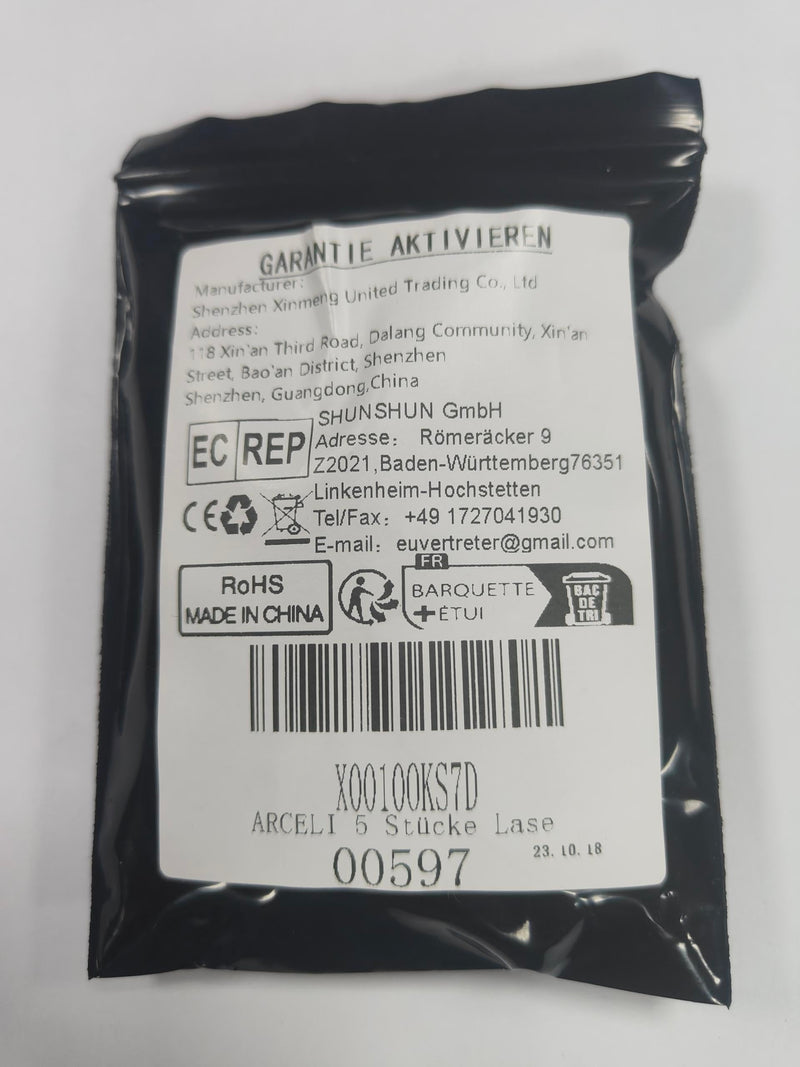 GARANTIE AKTIVIEREN
Manufacturer:
Shenzhen Xinmeng United Trading Co., Ltd
Address:
118 Xin'an Third Road, Dalang Community, Xin'an
Street, Bao'an District, Shenzhen
Shenzhen, Guangdong,China
EC REP
SHUNSHUN GmbH
Adresse: Römeräcker 9
Z2021,Baden-Württemberg76351
Linkenheim-Hochstetten
CE
Tel/Fax: +49 1727041930
E-mail: euvertreter@gmail.com
RoHS
MADE IN CHINA
FR
BARQUETTE
+ÉTUI
BAC
DE
TRI
X00100KS7D
ARCELI 5 Stücke Lase
00597
23. 10. 18